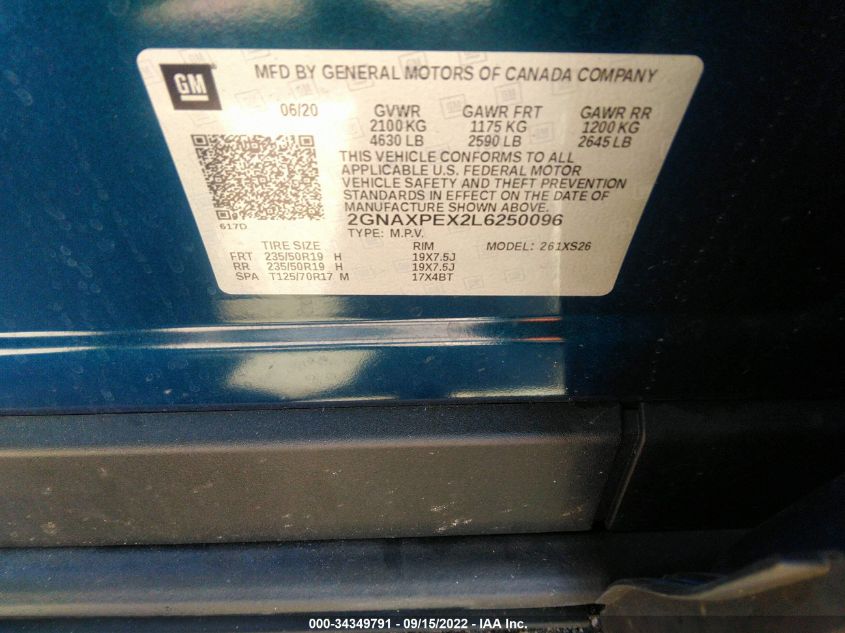 GM
MFD BY GENERAL MOTORS OF CANADA COMPANY
06/20 GVWR GAWR FRT GAWR RR
2100 KG 1175 KG 1200 KG
4630 LB 2590 LB 2645 LB
THIS VEHICLE CONFORMS TO ALL
APPLICABLE U.S. FEDERAL MOTOR
VEHICLE SAFETY AND THEFT PREVENTION
STANDARDS IN EFFECT ON THE DATE
OF MANUFACTURE SHOWN ABOVE.
617D 2GNAXPEX2L6250096
TYPE: M.P.V. MODEL: 261XS26
TIRE SIZE RIM
FRT 235/50R19 H 19X7.5J
RR 235/50R19 H 19X7.5J
SPA T125/70R17 M 17X4BT
000-34349791 - 09/15/2022 - IAA Inc.